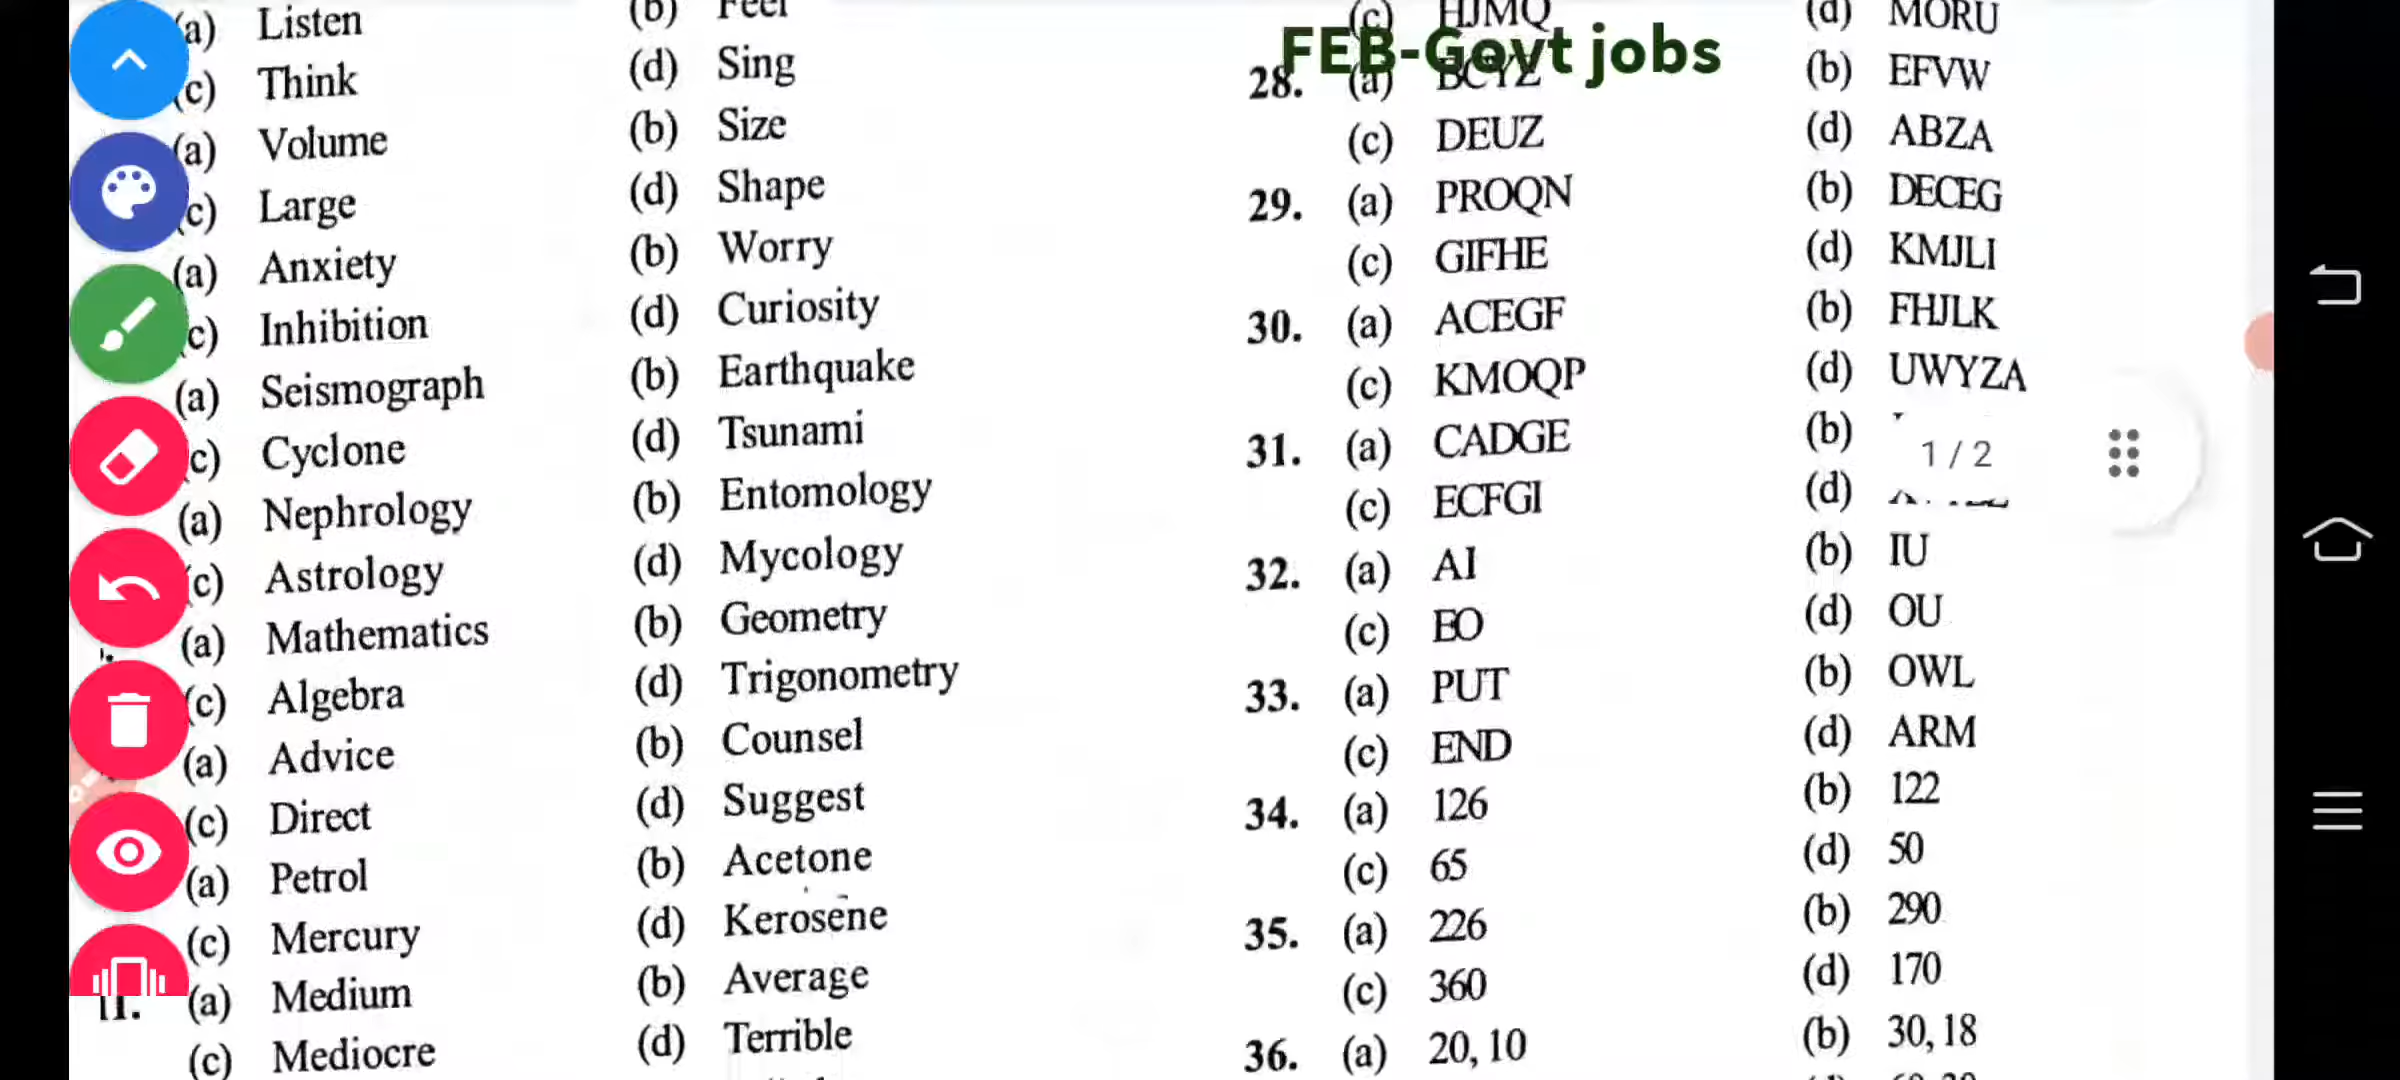 (a) Listen (b) Feel
(c) Think (d) Sing
(a) Volume (b) Size
(c) Large (d) Shape
(a) Anxiety (b) Worry
(c) Inhibition (d) Curiosity
(a) Seismograph (b) Earthquake
(c) Cyclone (d) Tsunami
(a) Nephrology (b) Entomology
(c) Astrology (d) Mycology
(a) Mathematics (b) Geometry
(c) Algebra (d) Trigonometry
(a) Advice (b) Counsel
(c) Direct (d) Suggest
(a) Petrol (b) Acetone
(c) Mercury (d) Kerosene
11. (a) Medium (b) Average
(c) Mediocre (d) Terrible
FEB-Govt jobs
(c) HJMQ (d) MORU
28. (a) BCYZ (b) EFVW
(c) DEUZ (d) ABZA
29. (a) PROQN (b) DECEG
(c) GIFHE (d) KMJLI
30. (a) ACEGF (b) FHJLK
(c) KMOQP (d) UWYZA
31. (a) CADGE (b)
(c) ECFGI (d)
1 / 2
32. (a) AI (b) IU
(c) EO (d) OU
33. (a) PUT (b) OWL
(c) END (d) ARM
34. (a) 126 (b) 122
(c) 65 (d) 50
35. (a) 226 (b) 290
(c) 360 (d) 170
36. (a) 20, 10 (b) 30, 18